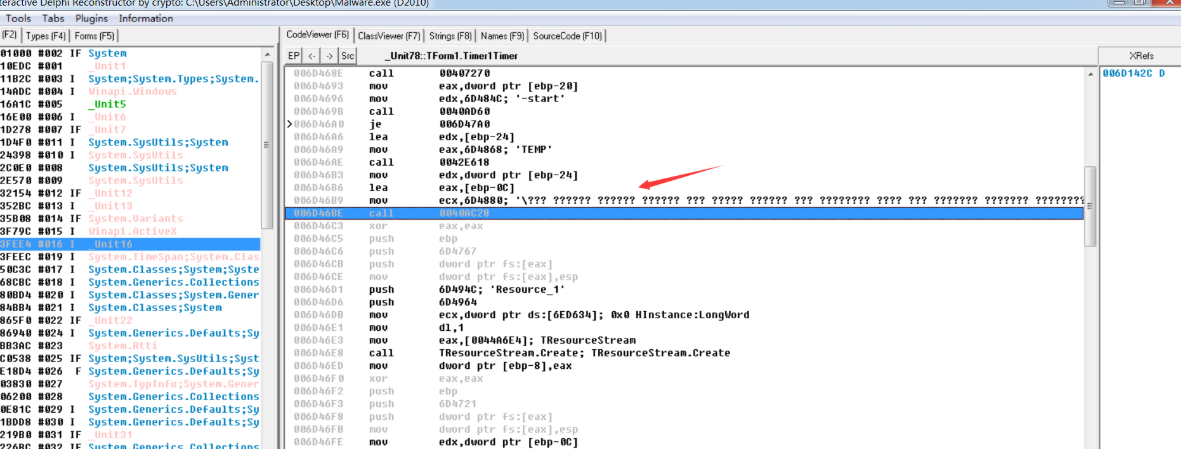 teractive Delphi Reconstructor by crypto: C:\Users\Administrator\Desktop\Malware.exe (D2010)
Tools Tabs Plugins Information
(F2) Types (F4) Forms (F5)
CodeViewer (F6) ClassViewer (F7) Strings (F8) Names (F9) SourceCode (F10)
EP <- -> Src _Unit78::TForm1.Timer1Timer XRefs
01000 #002 IF System
10EDC #001 _Unit1
11B2C #003 I System;System.Types;System.
14ADC #004 I Winapi.Windows
16A1C #005 _Unit5
16E00 #006 I _Unit6
1D278 #007 IF _Unit7
1D4F0 #011 I System.SysUtils;System
24398 #010 I System.SysUtils
2C0E0 #008 System.SysUtils;System
2E570 #009 System.SysUtils
32154 #012 IF _Unit12
352BC #013 I _Unit13
35B08 #014 IF System.Variants
3F79C #015 I Winapi.ActiveX
3FEE4 #016 I _Unit16
3FEEC #019 I System.TimeSpan;System.Clas
50C3C #017 I System.Classes;System;Syste
68CBC #018 I System.Generics.Collections
80BD4 #020 I System.Classes;System.Gener
84BB4 #021 I System.Classes;System
865F0 #022 IF _Unit22
86940 #024 I System.Generics.Defaults;Sy
BB3AC #023 System.Rtti
C0538 #025 IF System;System.SysUtils;Syst
E18D4 #026 F System.Generics.Defaults;Sy
03830 #027 System.TypInfo;System.Gener
06200 #028 System.Generics.Collections
0E81C #029 I System.Generics.Defaults;Sy
1BDD8 #030 I System.Generics.Defaults;Sy
219B0 #031 IF _Unit31
226BC #032 IF System.Generics.Collections
006D468E call 00407270
006D4693 mov eax,dword ptr [ebp-20]
006D4696 mov edx,6D484C; '-start'
006D469B call 0040AD60
>006D46A0 je 006D47A0
006D46A6 lea edx,[ebp-24]
006D46A9 mov eax,6D4868; 'TEMP'
006D46AE call 0042E618
006D46B3 mov edx,dword ptr [ebp-24]
006D46B6 lea eax,[ebp-0C]
006D46B9 mov ecx,6D4880; '\??? ?????? ?????? ?????? ??? ????? ?????? ??? ???????? ???? ??? ??????? ??????? ????????
006D46BE call 0040AC28
006D46C3 xor eax,eax
006D46C5 push ebp
006D46C6 push 6D4767
006D46CB push dword ptr fs:[eax]
006D46CE mov dword ptr fs:[eax],esp
006D46D1 push 6D494C; 'Resource_1'
006D46D6 push 6D4964
006D46DB mov ecx,dword ptr ds:[6ED634]; 0x0 HInstance:LongWord
006D46E1 mov dl,1
006D46E3 mov eax,[0044A6E4]; TResourceStream
006D46E8 call TResourceStream.Create; TResourceStream.Create
006D46ED mov dword ptr [ebp-8],eax
006D46F0 xor eax,eax
006D46F2 push ebp
006D46F3 push 6D4721
006D46F8 push dword ptr fs:[eax]
006D46FB mov dword ptr fs:[eax],esp
006D46FE mov edx,dword ptr [ebp-0C]
006D142C D